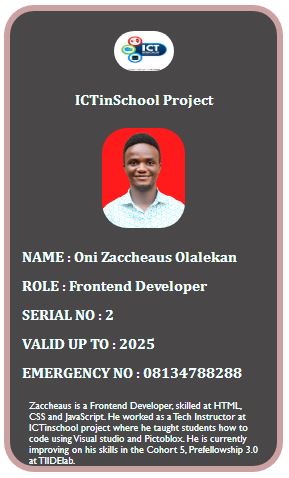 ICT
ICTinSchool Project
NAME : Oni Zaccheaus Olalekan
ROLE : Frontend Developer
SERIAL NO : 2
VALID UP TO : 2025
EMERGENCY NO : 08134788288
Zaccheaus is a Frontend Developer, skilled at HTML,
CSS and JavaScript. He worked as a Tech Instructor at
ICTinschool project where he taught students how to
code using Visual studio and Pictoblox. He is currently
improving on his skills in the Cohort 5, Prefellowship 3.0
at TIIDElab.